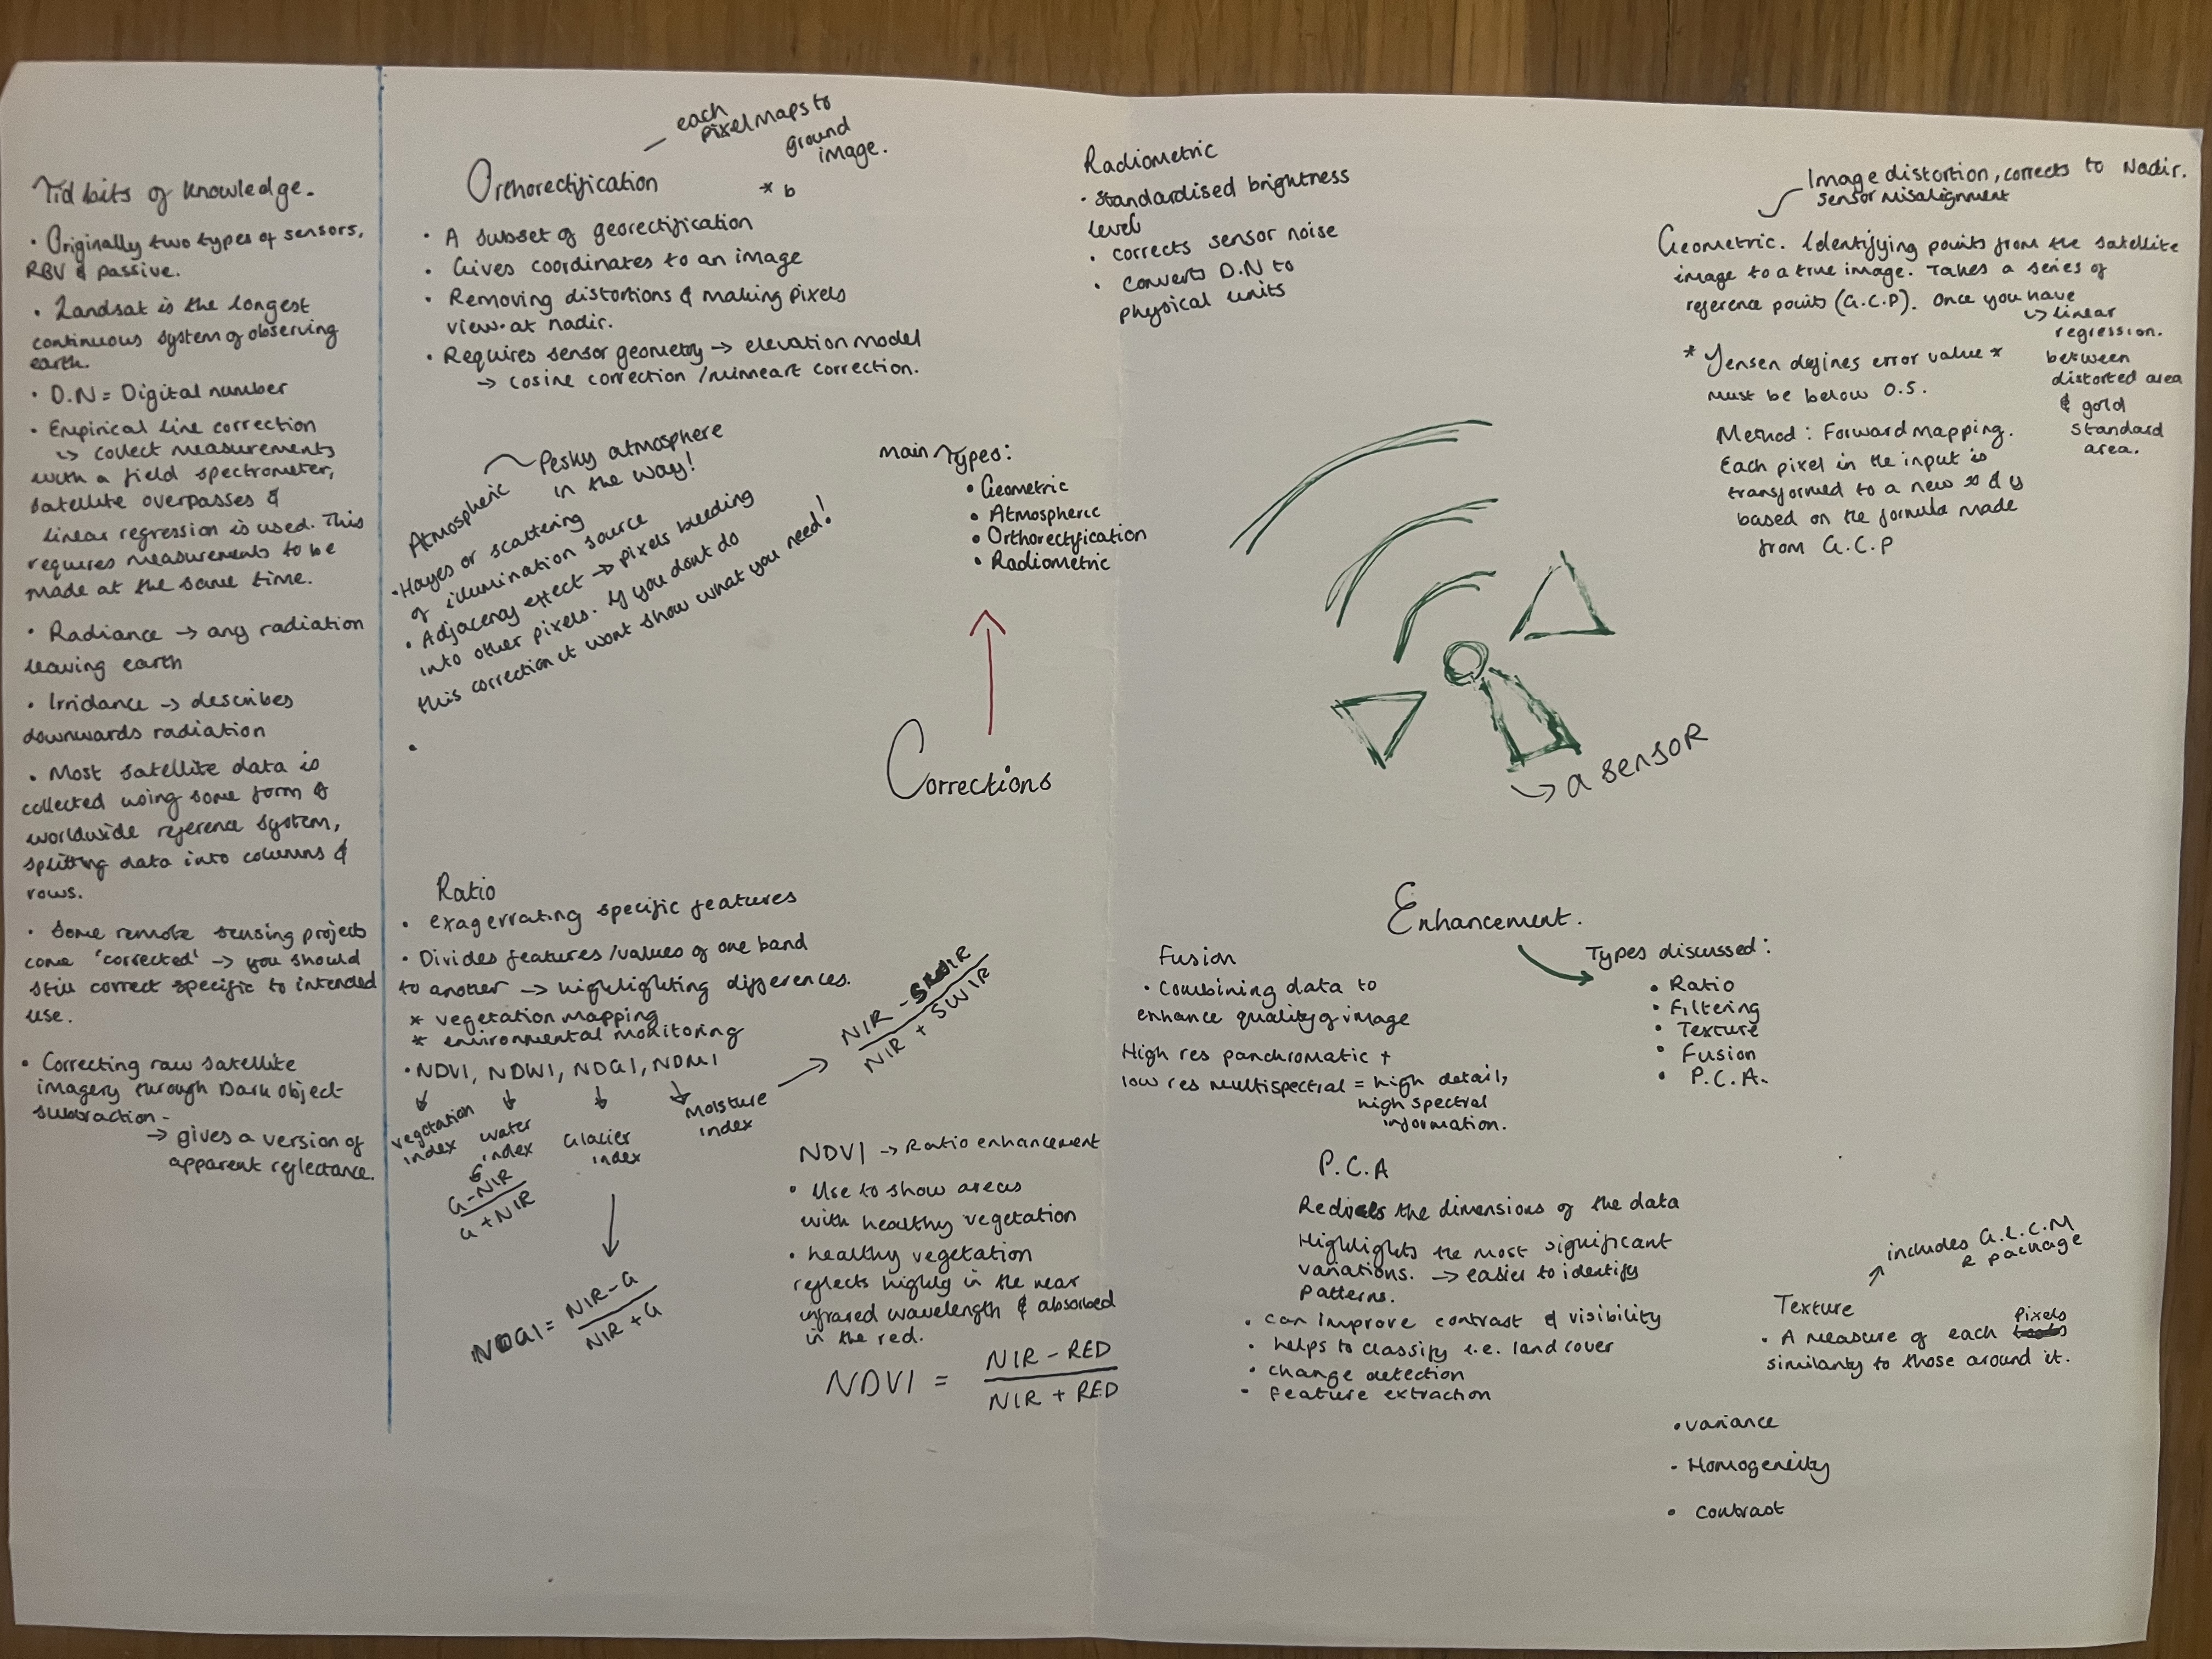 Tid bits of knowledge.
• Originally two types of sensors,
RBV & passive.
• Landsat is the longest
continuous system of observing
earth.
• D.N = Digital number
• Empirical line correction
↳ collect measurements
with a field spectrometer,
satellite overpasses &
linear regression is used. This
requires measurements to be
made at the same time.
• Radiance → any radiation
leaving earth
• Irridance → describes
downwards radiation
• Most satellite data is
collected using some form of
worldwide reference system,
splitting data into columns &
rows.
• Some remote sensing projects
come 'corrected' → you should
still correct specific to intended
use.
• Correcting raw satellite
imagery through Dark Object
subtraction -
→ gives a version of
apparent reflectance.
each
pixel maps to
ground
image.
Orthorectification
* b
• A subset of georectification
• Gives coordinates to an image
• Removing distortions & making pixels
view at nadir.
• Requires sensor geometry → elevation model
→ cosine correction / minneart correction.
Pesky atmosphere
in the way!
Atmospheric
• Hayes or scattering
of illumination source
• Adjaceny effect → pixels bleeding
into other pixels. If you dont do
this correction it wont show what you need!
•
main Types:
• Geometric
• Atmospheric
• Orthorectyfication
• Radiometric
Corrections
Radiometric
• Standardised brightness
level
• corrects sensor noise
• converts D.N to
physical units
Image distortion, corrects to Nadir.
sensor misalignment
Geometric. Identifying points from the satellite
image to a true image. Takes a series of
reference points (G.C.P). Once you have
↳ linear
regression.
between
distorted area
& gold
standard
area.
* Jensen defines error value *
must be below 0.5.
Method: Forward mapping.
Each pixel in the input is
transformed to a new x & y
based on the formula made
from G.C.P
→ a SENSOR
Ratio
• exagerrating specific features
• Divides features /values of one band
to another → highlighting differences.
* vegetation mapping
* environmental monitoring
• NDVI, NDWI, NDGI, NDMI
vegetation
index
water
index
Glacier
index
Moisture
index
NIR - SWIR
NIR + SWIR
G - NIR
G + NIR
NDGI = NIR - G
NIR + G
NDVI → Ratio enhancement
• Use to show areas
with healthy vegetation
• healthy vegetation
reflects highly in the near
infrared wavelength & absorbed
in the red.
NDVI = NIR - RED
NIR + RED
Enhancement.
Types discussed:
• Ratio
• Filtering
• Texture
• Fusion
• P.C.A.
Fusion
• Combining data to
enhance quality of image
High res panchromatic +
low res multispectral = high detail,
high spectral
information.
P.C.A
the dimensions of the data
Highlights the most significant
variations. → easier to identify
patterns.
• can improve contrast & visibility
• helps to classify i.e. land cover
• change detection
• feature extraction
includes G.L.C.M
R package
Texture
• A measure of each pixels
similarity to those around it.
• variance
- Homogeneity
• contrast